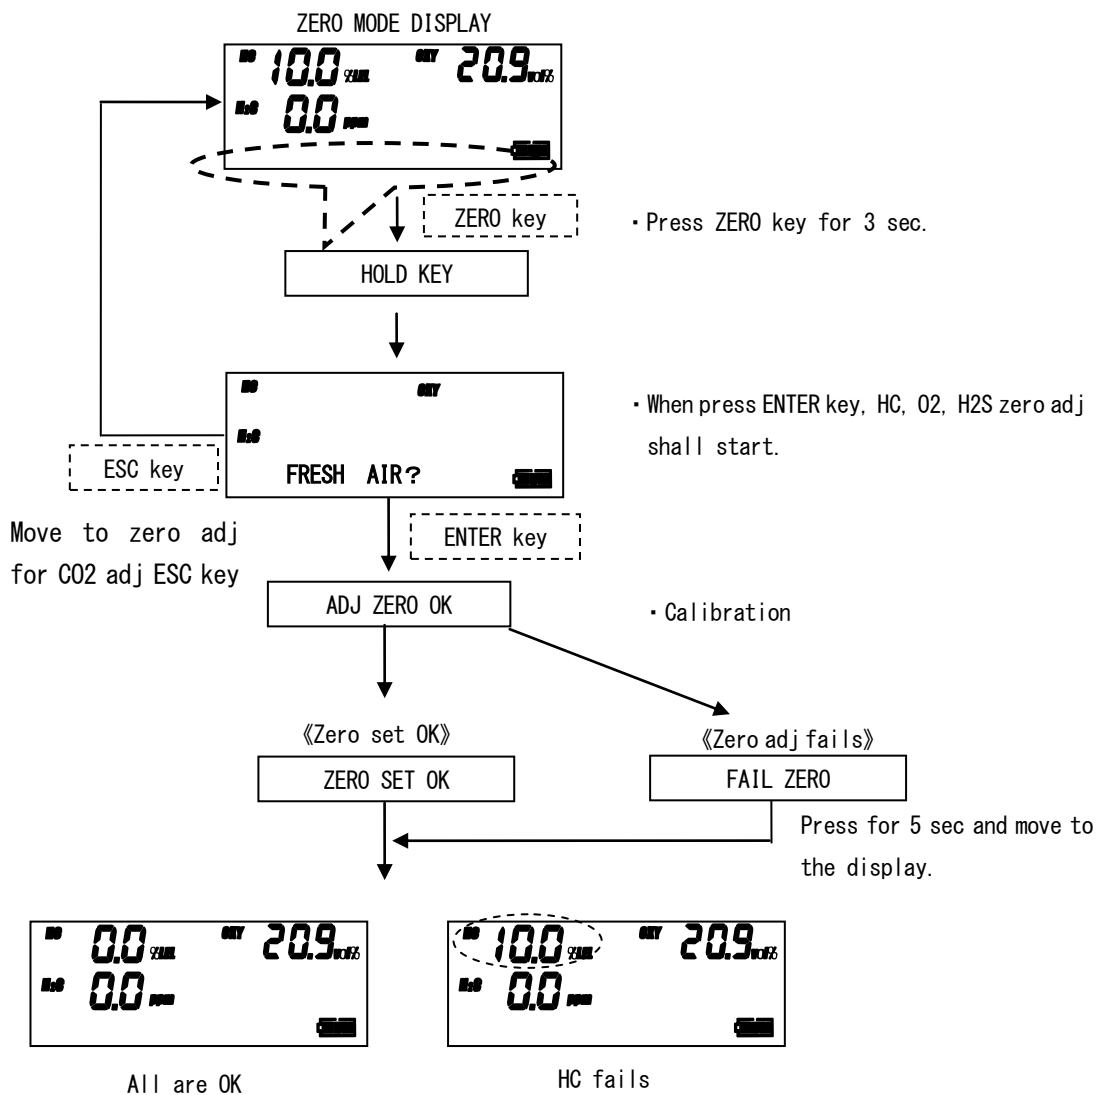 ZERO MODE DISPLAY
HC 10.0 %LEL OXY 20.9 vol%
H2S 0.0 ppm
ZERO key
・Press ZERO key for 3 sec.
HOLD KEY
HC OXY
H2S
・When press ENTER key, HC, O2, H2S zero adj
shall start.
ESC key
FRESH AIR?
Move to zero adj
for CO2 adj ESC key
ENTER key
ADJ ZERO OK
・Calibration
《Zero set OK》
《Zero adj fails》
ZERO SET OK
FAIL ZERO
Press for 5 sec and move to
the display.
HC 0.0 %LEL OXY 20.9 vol%
H2S 0.0 ppm
HC 10.0 %LEL OXY 20.9 vol%
H2S 0.0 ppm
All are OK
HC fails